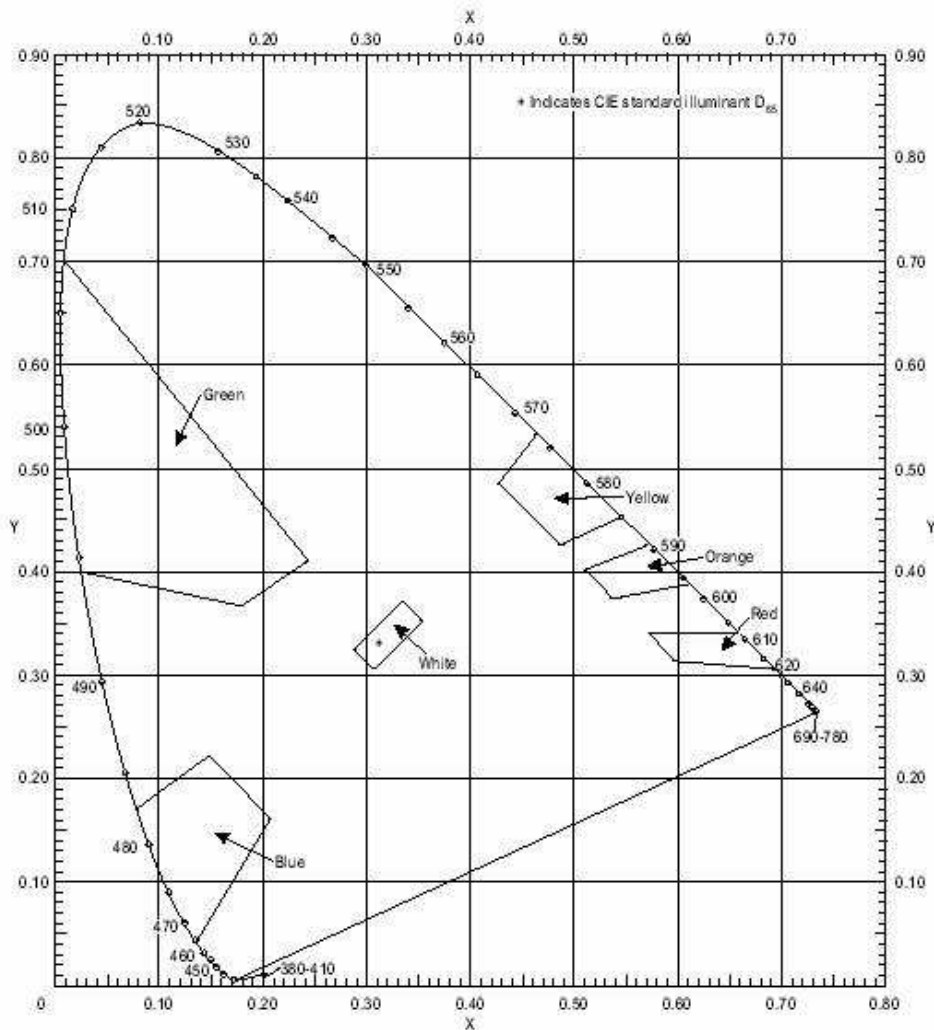 X
0.10 0.20 0.30 0.40 0.50 0.60 0.70
0.90 0.90
* Indicates CIE standard illuminant D65
520
530
0.80 0.80
540
510
0.70 550 0.70
560
0.60 0.60
Green 570
500
0.50 580 0.50
Yellow
Y Y
590
Orange
0.40 0.40
600
Red
610
White
620
0.30 0.30
490 640
690-780
0.20 0.20
480
Blue
0.10 0.10
470
460
450 380-410
0 0.10 0.20 0.30 0.40 0.50 0.60 0.70 0.80
X